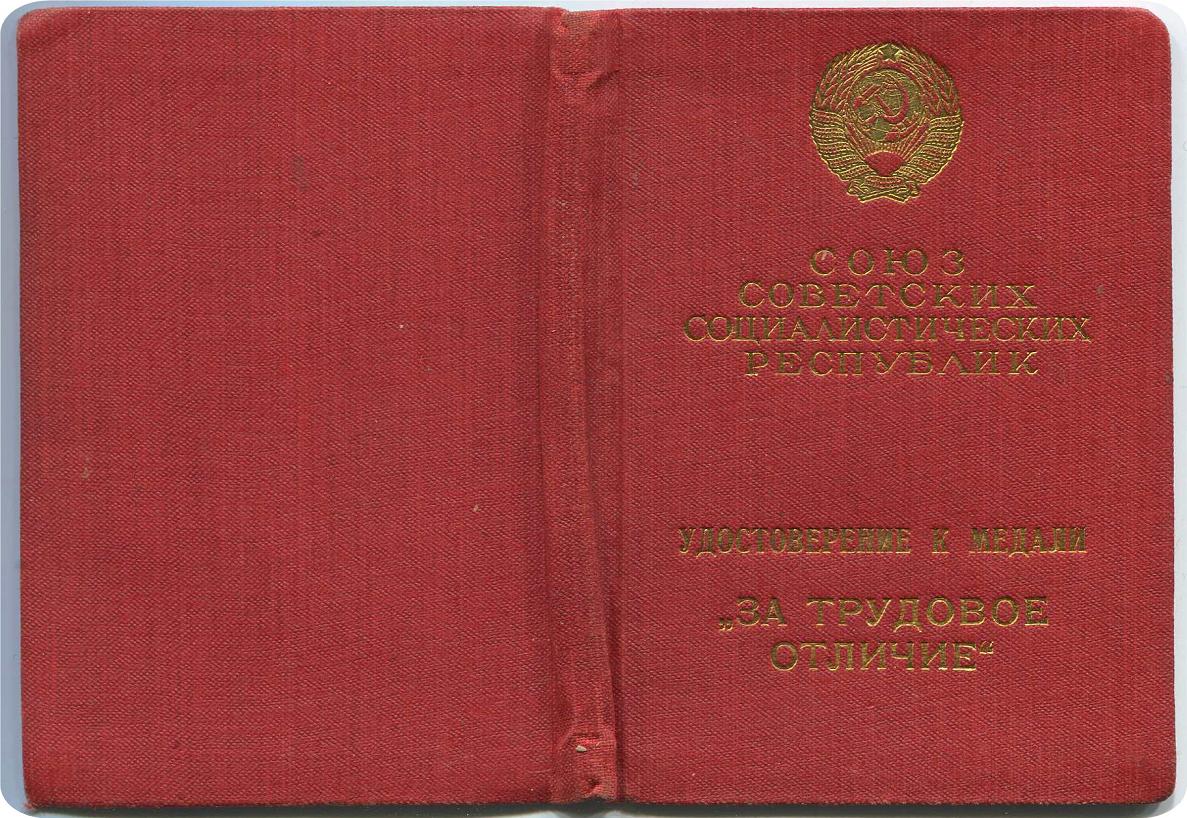 СОЮЗ
СОВЕТСКИХ
СОЦИАЛИСТИЧЕСКИХ
РЕСПУБЛИК
УДОСТОВЕРЕНИЕ К МЕДАЛИ
„ЗА ТРУДОВОЕ
ОТЛИЧИЕ“